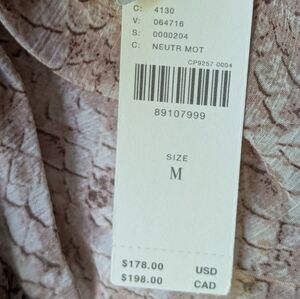 C: 4130
V: 064716
S: 0000204
C: NEUTR MOT
CP9257 0004
89107999
SIZE
M
$178.00 USD
$198.00 CAD